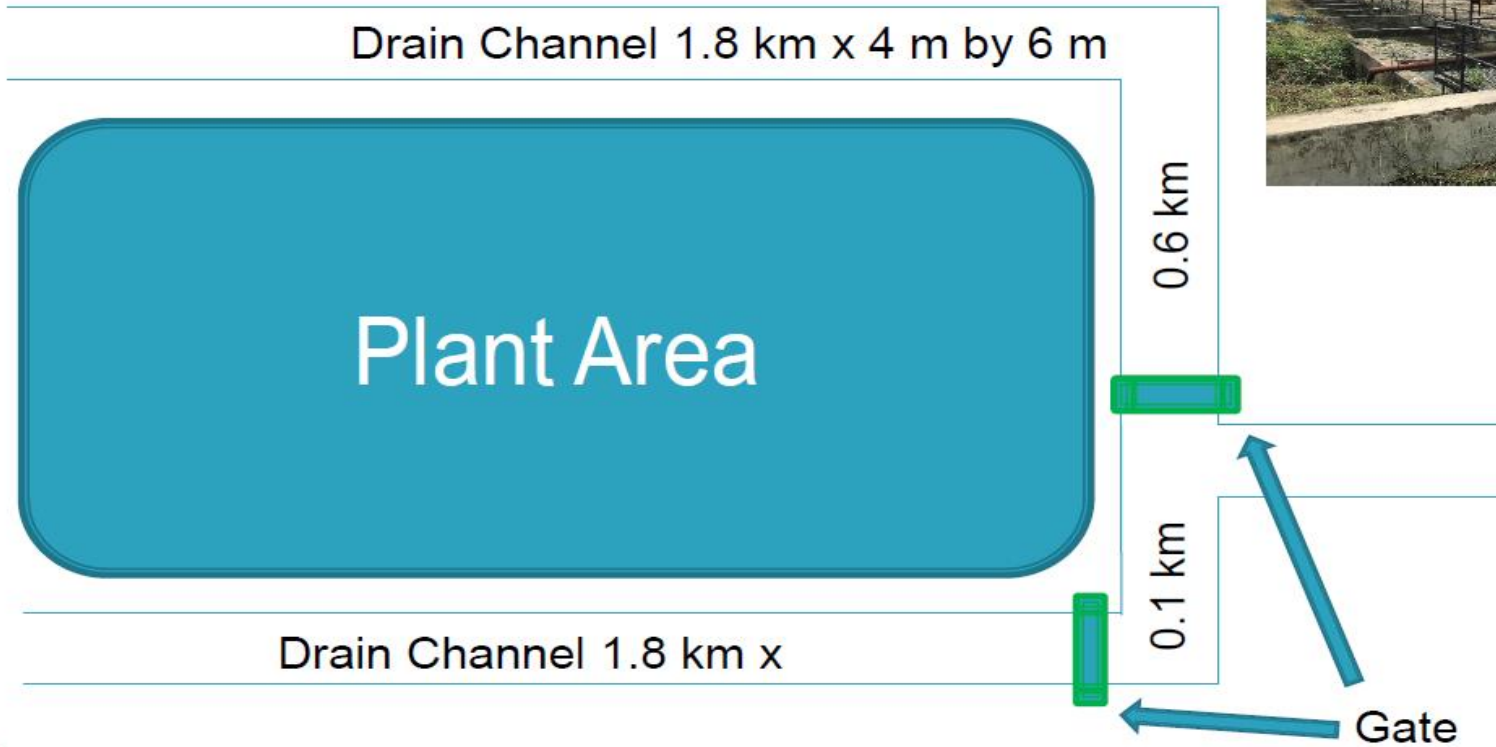 Drain Channel 1.8 km x 4 m by 6 m
0.6 km
Plant Area
0.1 km
Drain Channel 1.8 km x
Gate